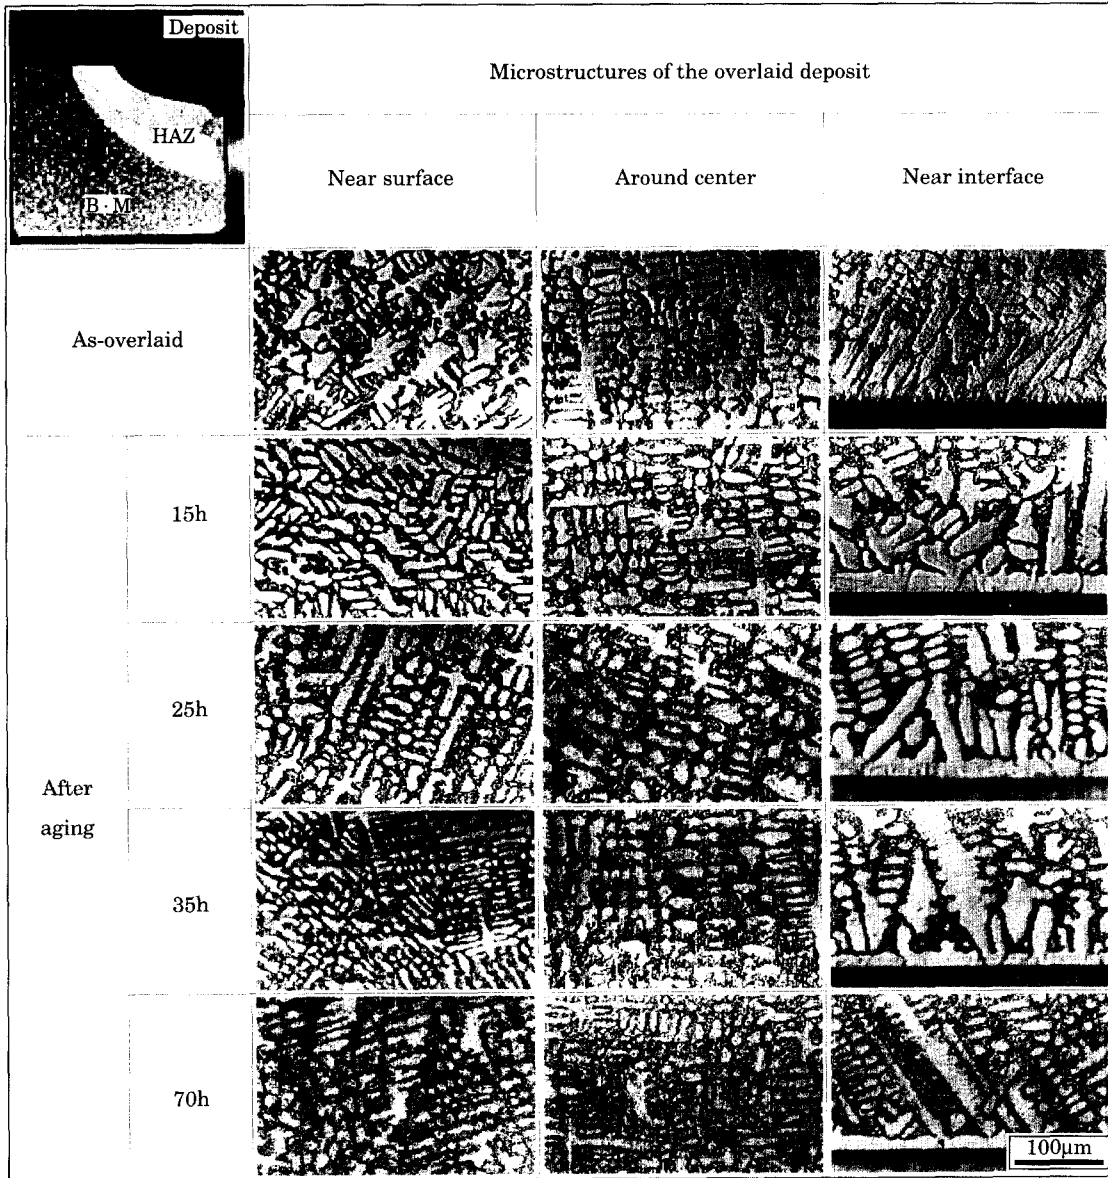 Deposit
HAZ
B·M
Microstructures of the overlaid deposit
Near surface
Around center
Near interface
As-overlaid
After
aging
15h
25h
35h
70h
100μm